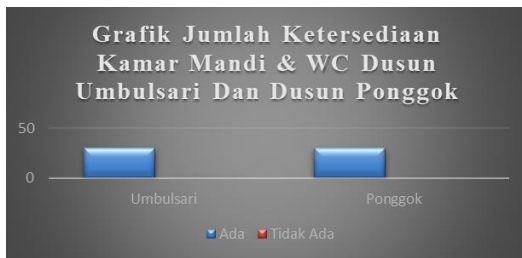 Grafik Jumlah Ketersediaan
Kamar Mandi & WC Dusun
Umbulsari Dan Dusun Ponggok
50
0
Umbulsari Ponggok
Ada Tidak Ada